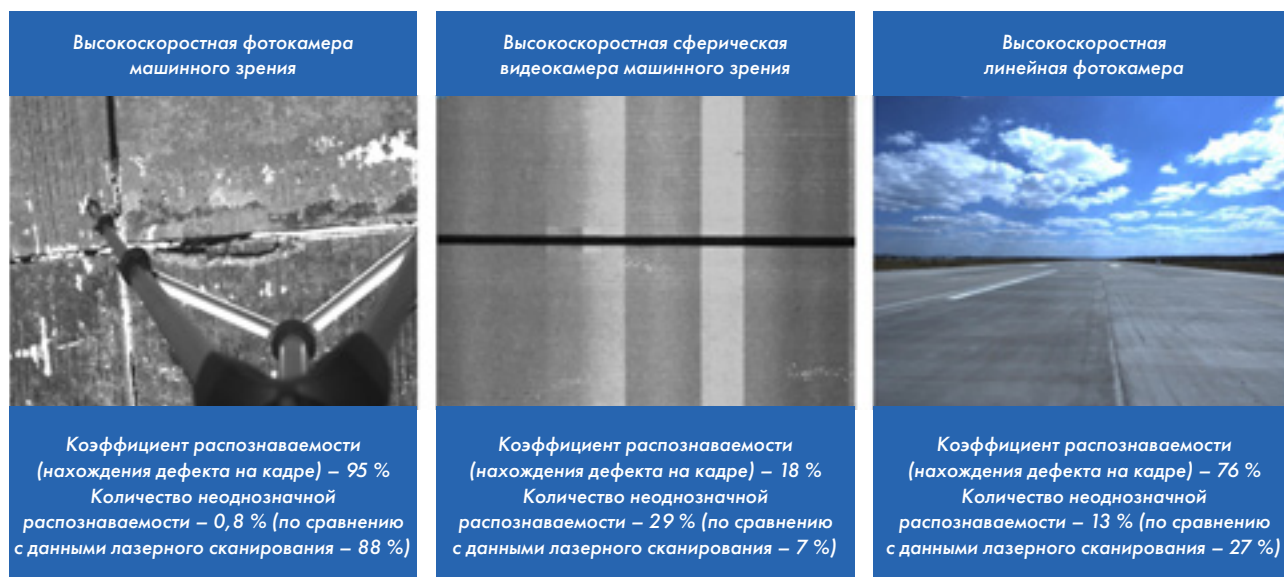 Высокоскоростная фотокамера
машинного зрения
Высокоскоростная сферическая
видеокамера машинного зрения
Высокоскоростная
линейная фотокамера
Коэффициент распознаваемости
(нахождения дефекта на кадре) – 95 %
Количество неоднозначной
распознаваемости – 0,8 % (по сравнению
с данными лазерного сканирования – 88 %)
Коэффициент распознаваемости
(нахождения дефекта на кадре) – 18 %
Количество неоднозначной
распознаваемости – 29 % (по сравнению
с данными лазерного сканирования – 7 %)
Коэффициент распознаваемости
(нахождения дефекта на кадре) – 76 %
Количество неоднозначной
распознаваемости – 13 % (по сравнению
с данными лазерного сканирования – 27 %)